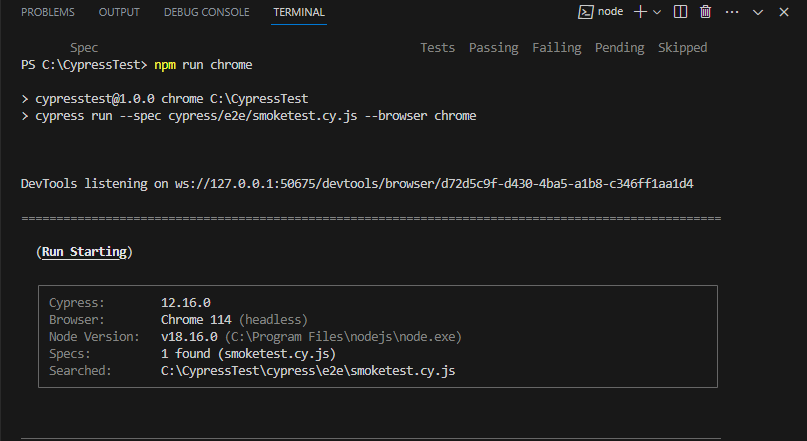 PROBLEMS OUTPUT DEBUG CONSOLE TERMINAL node
Spec Tests Passing Failing Pending Skipped
PS C:\CypressTest> npm run chrome
> cypresstest@1.0.0 chrome C:\CypressTest
> cypress run --spec cypress/e2e/smoketest.cy.js --browser chrome
DevTools listening on ws://127.0.0.1:50675/devtools/browser/d72d5c9f-d430-4ba5-a1b8-c346ff1aa1d4
====================================================================================================
(Run Starting)
Cypress: 12.16.0
Browser: Chrome 114 (headless)
Node Version: v18.16.0 (C:\Program Files\nodejs\node.exe)
Specs: 1 found (smoketest.cy.js)
Searched: C:\CypressTest\cypress\e2e\smoketest.cy.js